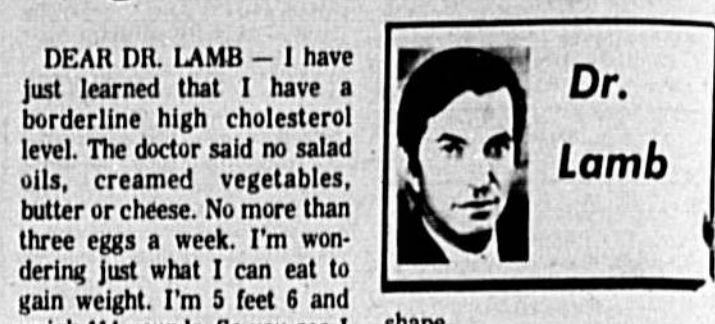 DEAR DR. LAMB — I have
just learned that I have a
borderline high cholesterol
level. The doctor said no salad
oils, creamed vegetables,
butter or cheese. No more than
three eggs a week. I'm won-
dering just what I can eat to
gain weight. I'm 5 feet 6 and
Dr.
Lamb
shape